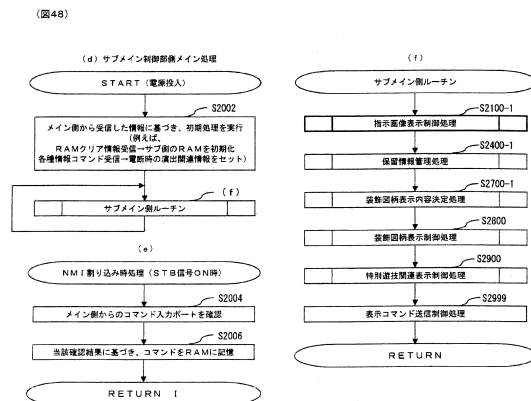 (図48)
(d) サブメイン制御部側メイン処理
START (電源投入)
S2002
メイン側から受信した情報に基づき、初期処理を実行
(例えば、
RAMクリア情報受信→サブ側のRAMを初期化
各種情報コマンド受信→電断時の演出関連情報をセット)
(f)
サブメイン側ルーチン
(e)
NMI割り込み時処理 (STB信号ON時)
S2004
メイン側からのコマンド入力ポートを確認
S2006
当該確認結果に基づき、コマンドをRAMに記憶
RETURN I
(f)
サブメイン側ルーチン
S2100-1
指示画像表示制御処理
S2400-1
保留情報管理処理
S2700-1
装飾図柄表示内容決定処理
S2800
装飾図柄表示制御処理
S2900
特別遊技関連表示制御処理
S2999
表示コマンド送信制御処理
RETURN